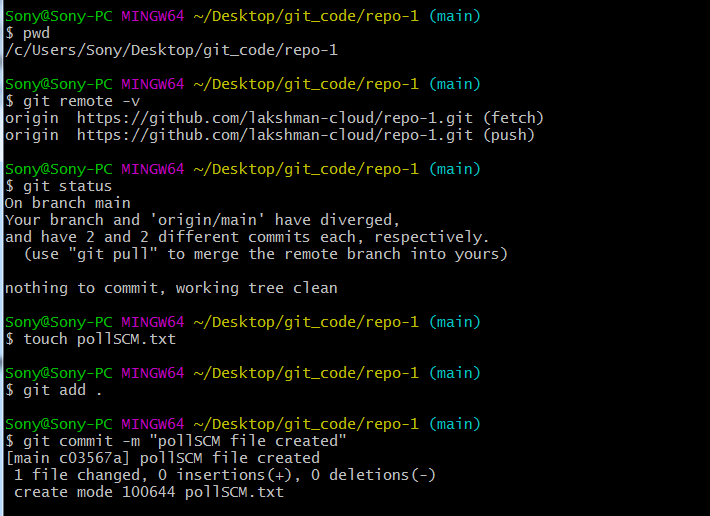 Sony@Sony-PC MINGW64 ~/Desktop/git_code/repo-1 (main)
$ pwd
/c/Users/Sony/Desktop/git_code/repo-1
Sony@Sony-PC MINGW64 ~/Desktop/git_code/repo-1 (main)
$ git remote -v
origin  https://github.com/lakshman-cloud/repo-1.git (fetch)
origin  https://github.com/lakshman-cloud/repo-1.git (push)
Sony@Sony-PC MINGW64 ~/Desktop/git_code/repo-1 (main)
$ git status
On branch main
Your branch and 'origin/main' have diverged,
and have 2 and 2 different commits each, respectively.
  (use "git pull" to merge the remote branch into yours)
nothing to commit, working tree clean
Sony@Sony-PC MINGW64 ~/Desktop/git_code/repo-1 (main)
$ touch pollSCM.txt
Sony@Sony-PC MINGW64 ~/Desktop/git_code/repo-1 (main)
$ git add .
Sony@Sony-PC MINGW64 ~/Desktop/git_code/repo-1 (main)
$ git commit -m "pollSCM file created"
[main c03567a] pollSCM file created
 1 file changed, 0 insertions(+), 0 deletions(-)
 create mode 100644 pollSCM.txt